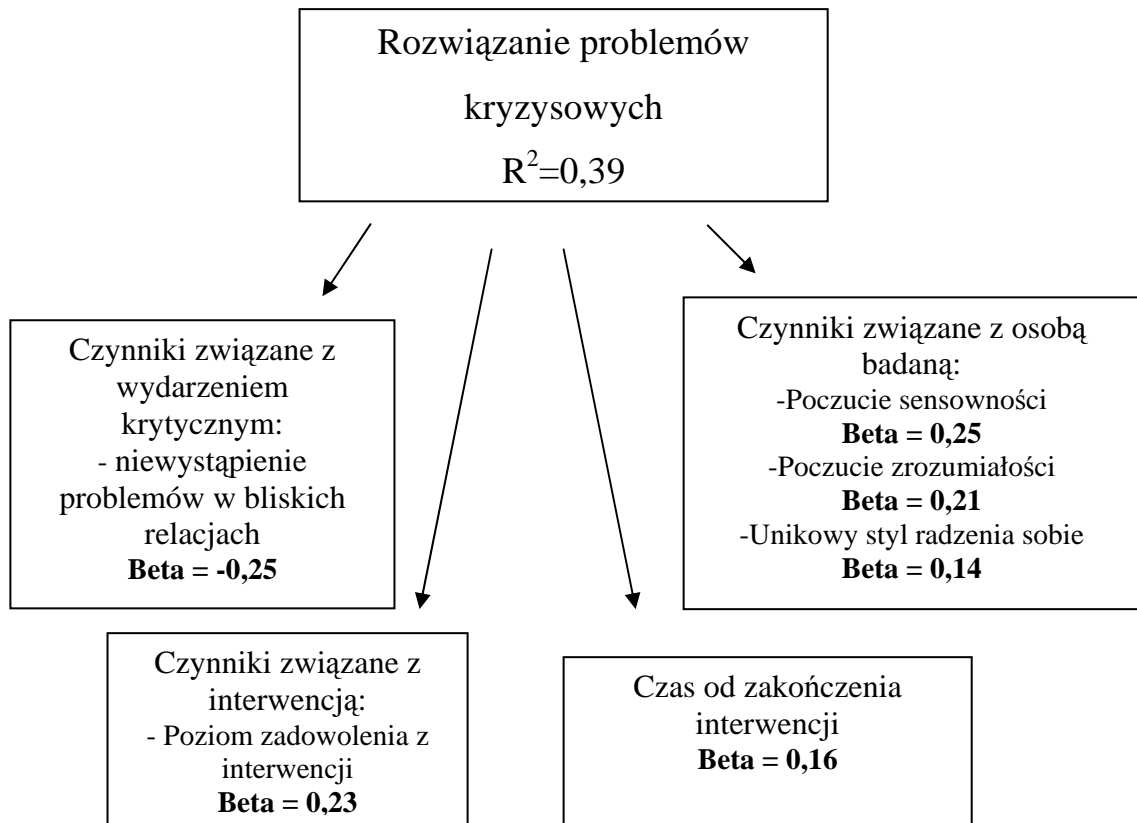 Rozwiązanie problemów
kryzysowych
R²=0,39
Czynniki związane z
wydarzeniem
krytycznym:
- niewystąpienie
problemów w bliskich
relacjach
Beta = -0,25
Czynniki związane z osobą
badaną:
-Poczucie sensowności
Beta = 0,25
-Poczucie zrozumiałości
Beta = 0,21
-Unikowy styl radzenia sobie
Beta = 0,14
Czynniki związane z
interwencją:
- Poziom zadowolenia z
interwencji
Beta = 0,23
Czas od zakończenia
interwencji
Beta = 0,16